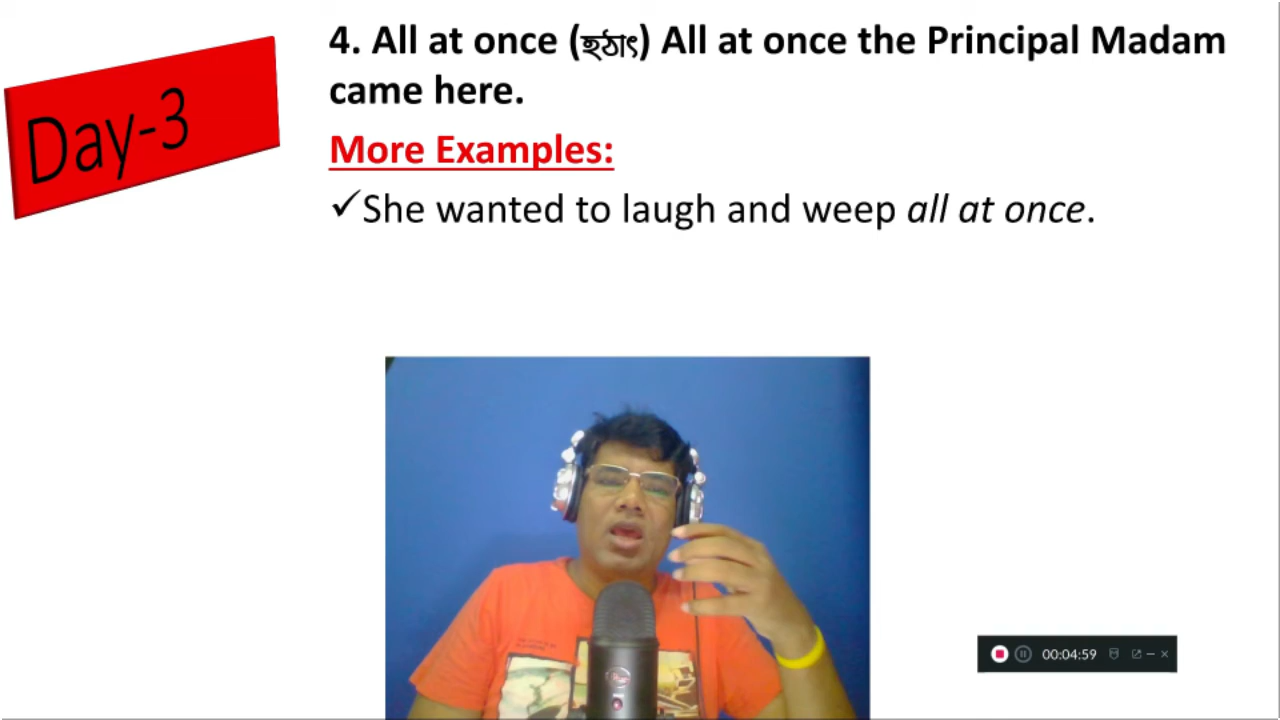 Day-3
4. All at once (হঠাৎ) All at once the Principal Madam
came here.
More Examples:
✓She wanted to laugh and weep all at once.
00:04:59